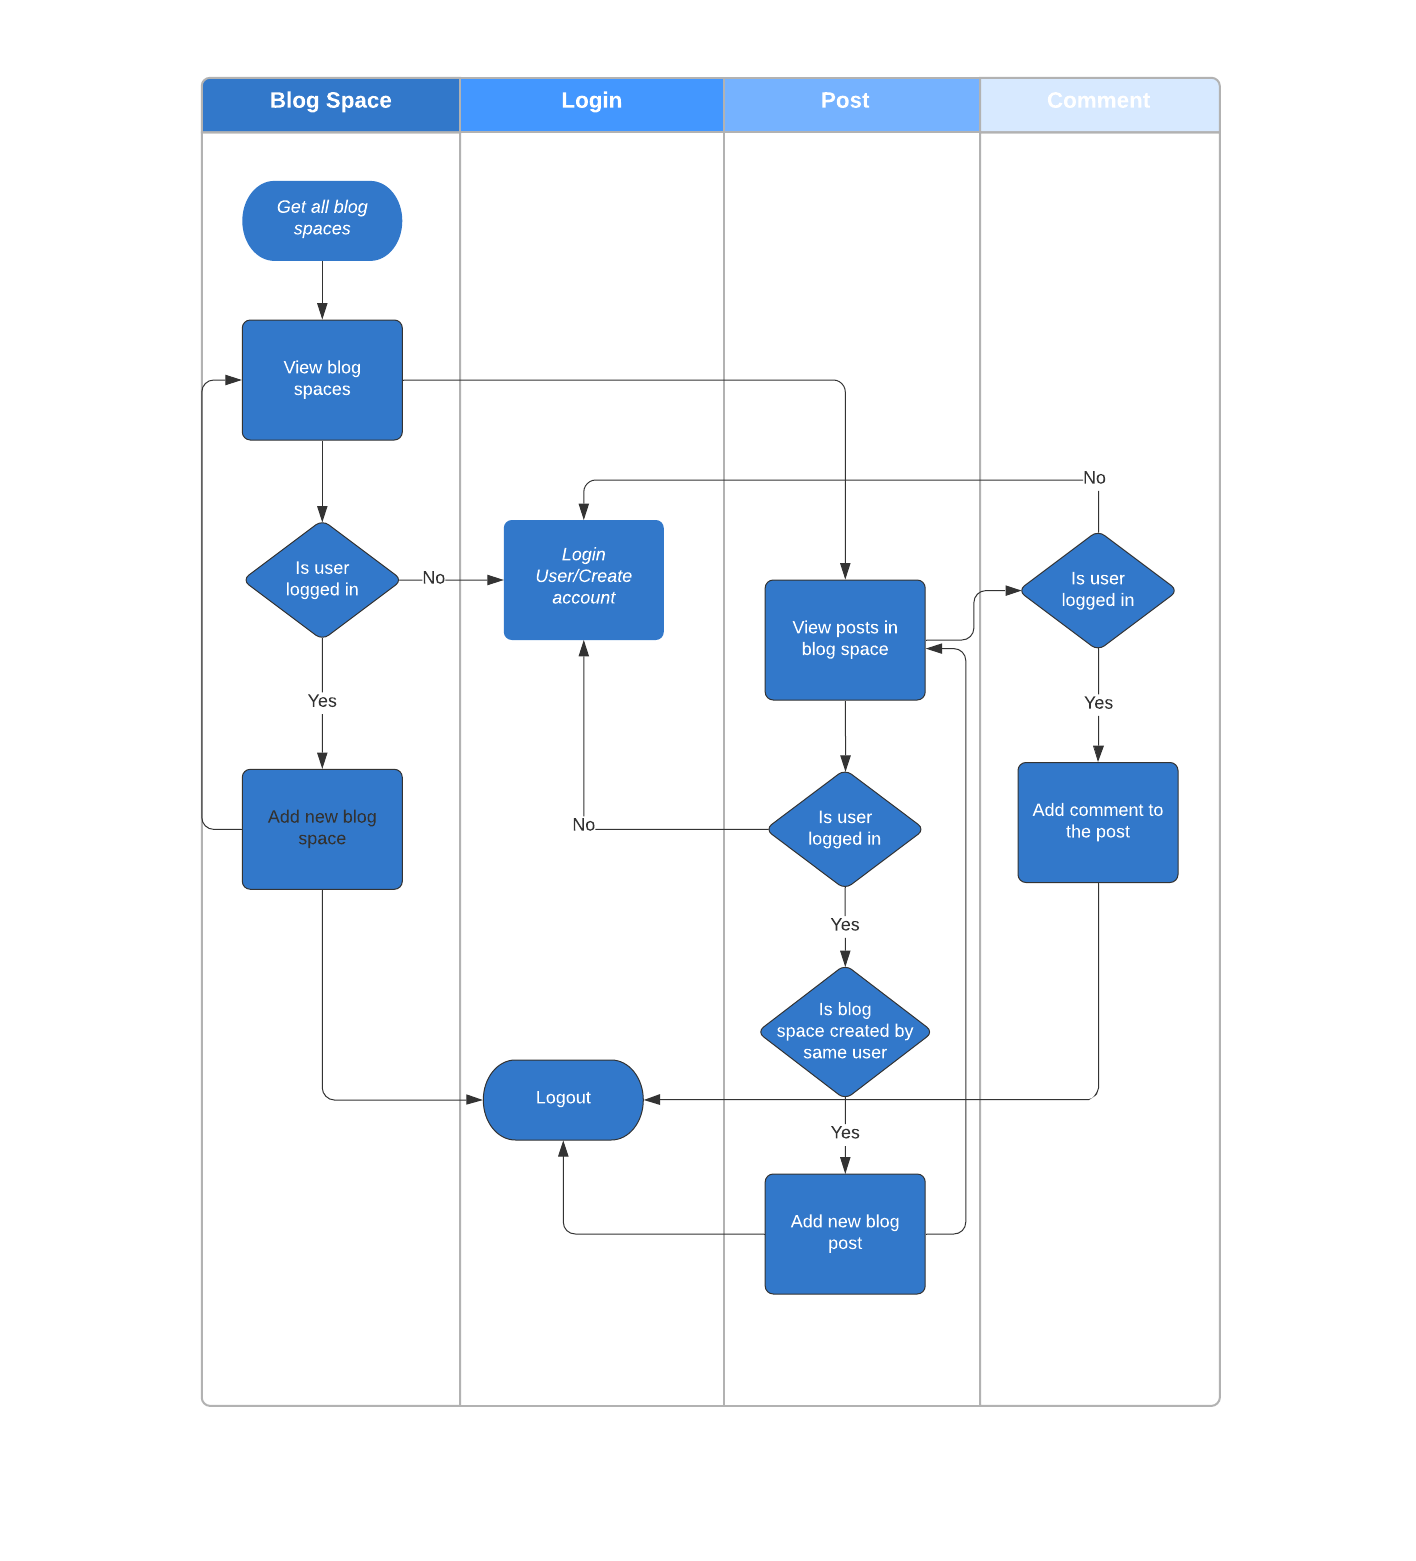 Blog Space
Login
Post
Comment
Get all blog
spaces
View blog
spaces
Is user
logged in
No
Yes
Add new blog
space
Login
User/Create
account
No
Logout
View posts in
blog space
Is user
logged in
Yes
Is blog
space created by
same user
Yes
Add new blog
post
No
Is user
logged in
Yes
Add comment to
the post